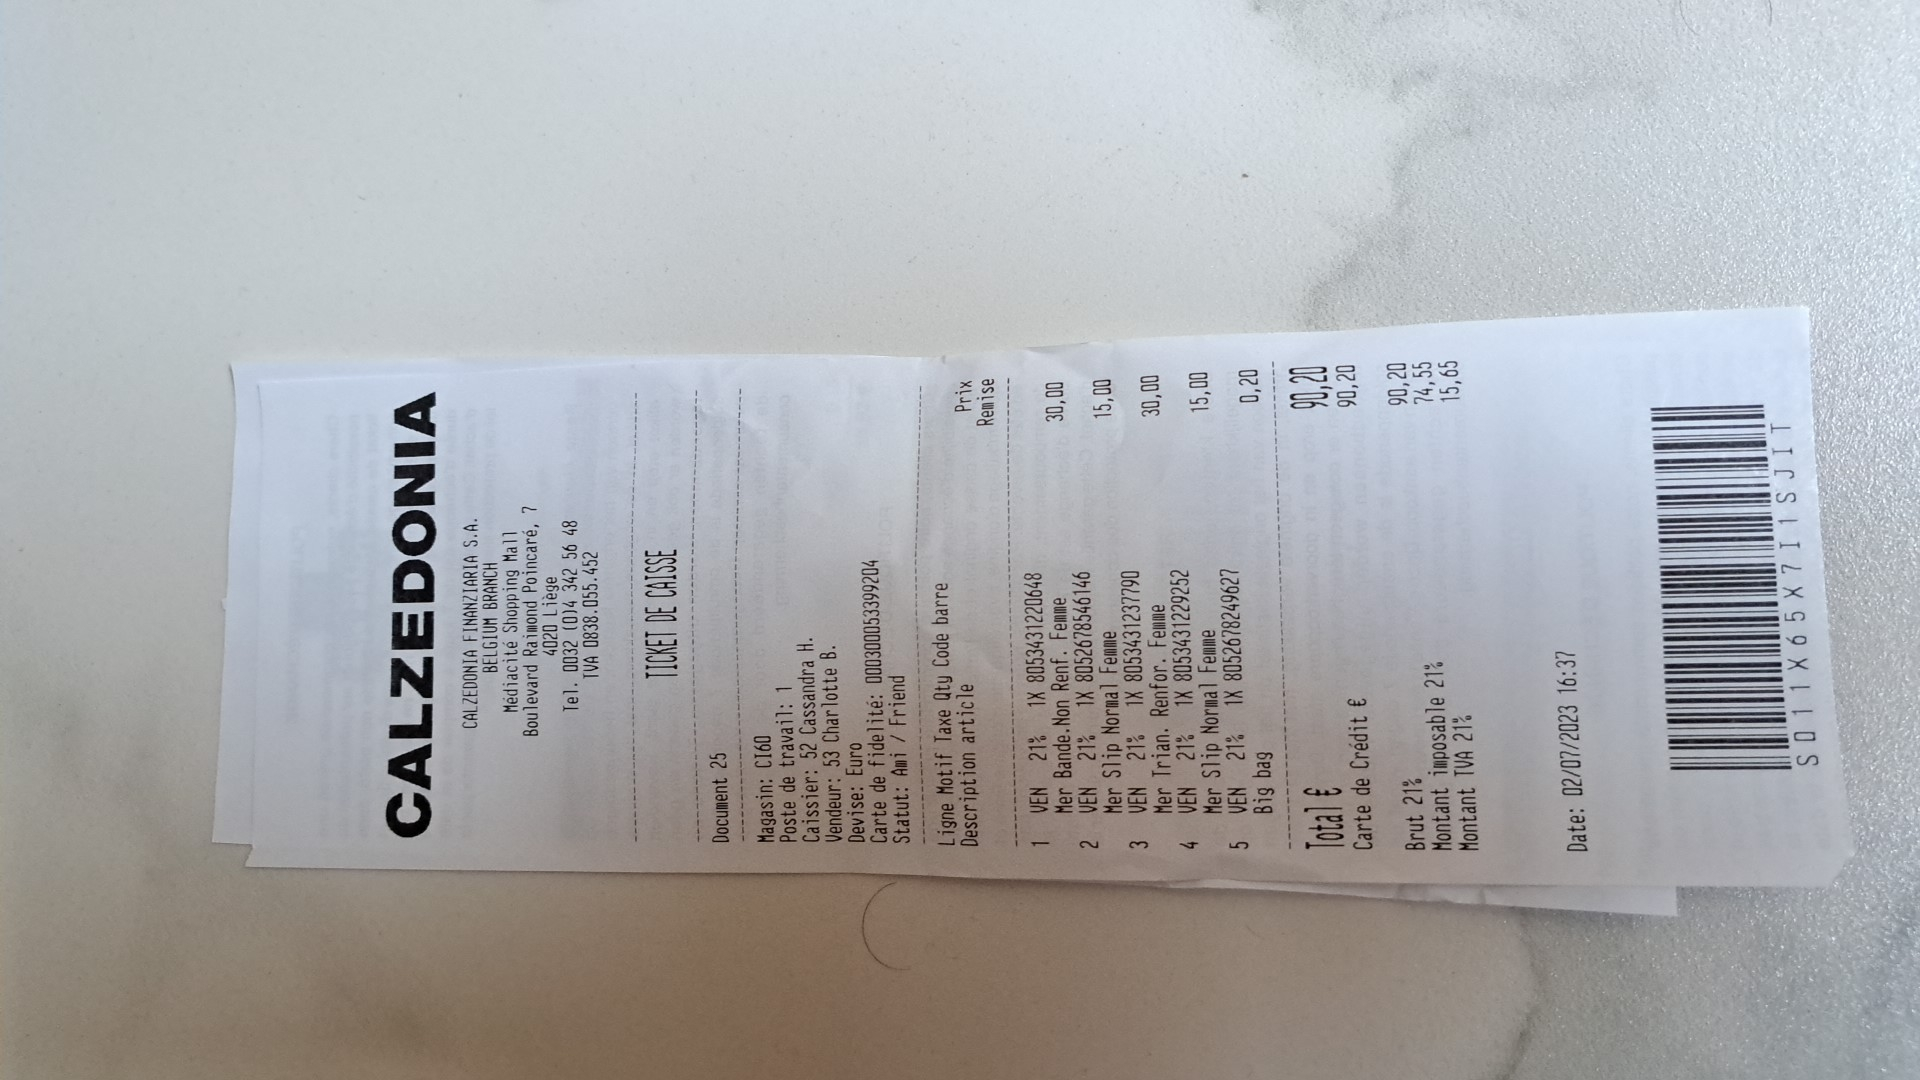 CALZEDONIA
CALZEDONIA FINANZIARIA S.A.
BELGIUM BRANCH
Médiacité Shopping Mall
Boulevard Raimond Poincaré, 7
4020 Liège
Tel. 0032 (0)4 342 56 48
TVA 0838.055.452
TICKET DE CAISSE
Document 25
Magasin: CI60
Poste de travail: 1
Caissier: 52 Cassandra H.
Vendeur: 53 Charlotte B.
Devise: Euro
Carte de fidelité: 0003000533992​04
Statut: Ami / Friend
Ligne Motif Taxe Qty Code barre Prix
Description article Remise
1 VEN 21% 1X 8053431220648 30,00
Mer Bande.Non Renf. Femme
2 VEN 21% 1X 8052678546146 15,00
Mer Slip Normal Femme
3 VEN 21% 1X 8053431237790 30,00
Mer Trian. Renfor. Femme
4 VEN 21% 1X 8053431229252 15,00
Mer Slip Normal Femme
5 VEN 21% 1X 8052678249627 0,20
Big bag
Total € 90,20
Carte de Crédit € 90,20
Brut 21% 90,20
Montant imposable 21% 74,55
Montant TVA 21% 15,65
Date: 02/07/2023 16:37
S011X65X7I1SJIT